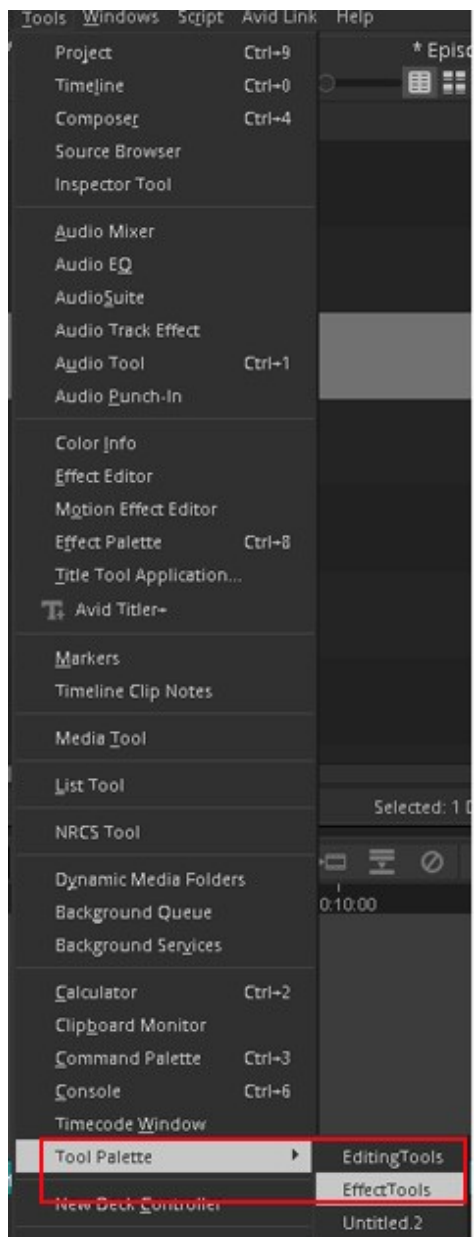 Tools Windows Script Avid Link Help
* Episo
Project Ctrl+9
Timeline Ctrl+0
Composer Ctrl+4
Source Browser
Inspector Tool
Audio Mixer
Audio EQ
AudioSuite
Audio Track Effect
Audio Tool Ctrl+1
Audio Punch-In
Color Info
Effect Editor
Motion Effect Editor
Effect Palette Ctrl+8
Title Tool Application...
Avid Titler+
Markers
Timeline Clip Notes
Media Tool
List Tool
Selected: 1
NRCS Tool
Dynamic Media Folders
Background Queue
0:10:00
Background Services
Calculator Ctrl+2
Clipboard Monitor
Command Palette Ctrl+3
Console Ctrl+6
Timecode Window
Tool Palette EditingTools
EffectTools
New Deck Controller
Untitled.2